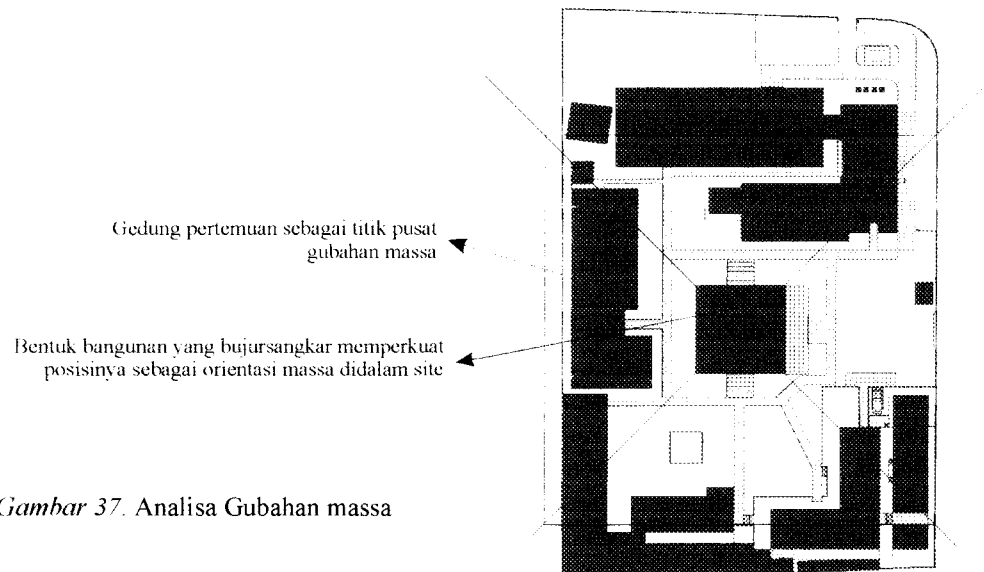 Gedung pertemuan sebagai titik pusat
gubahan massa
Bentuk bangunan yang bujursangkar memperkuat
posisinya sebagai orientasi massa didalam site
Gambar 37. Analisa Gubahan massa